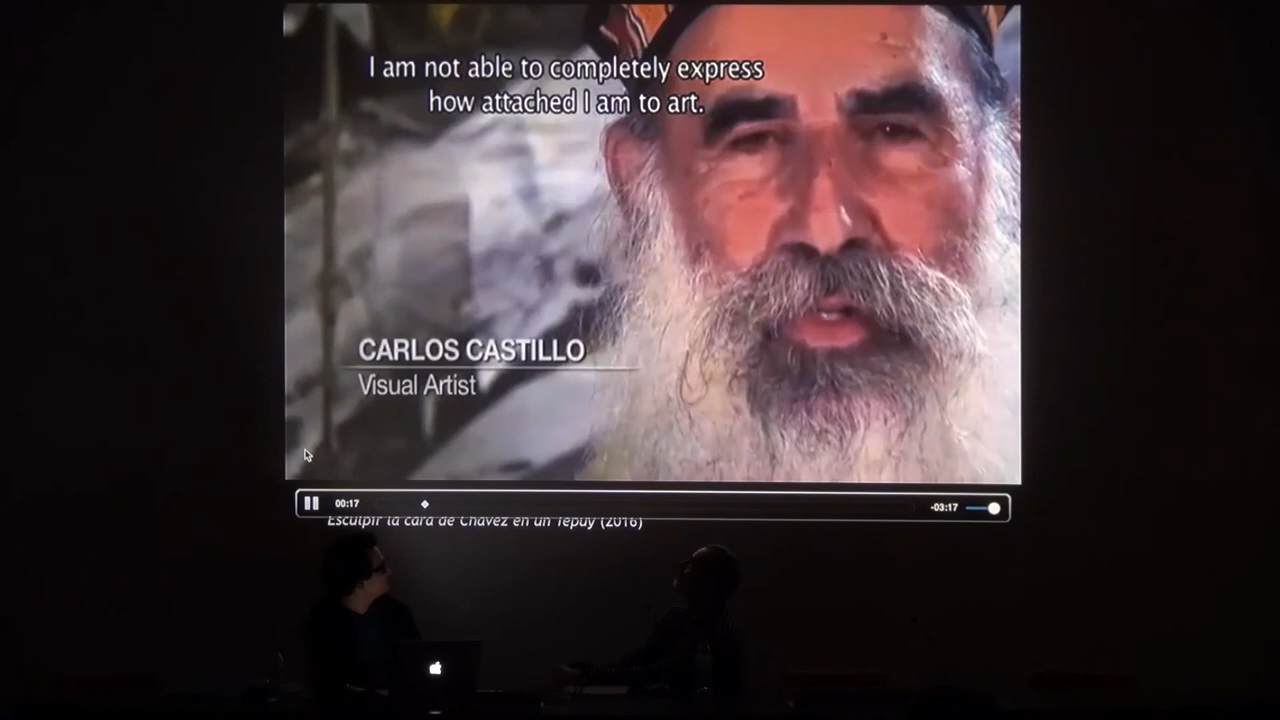 I am not able to completely express
how attached I am to art.
CARLOS CASTILLO
Visual Artist
00:17
-03:17
Esculpir la cara de Chávez en un Tepuy (2016)